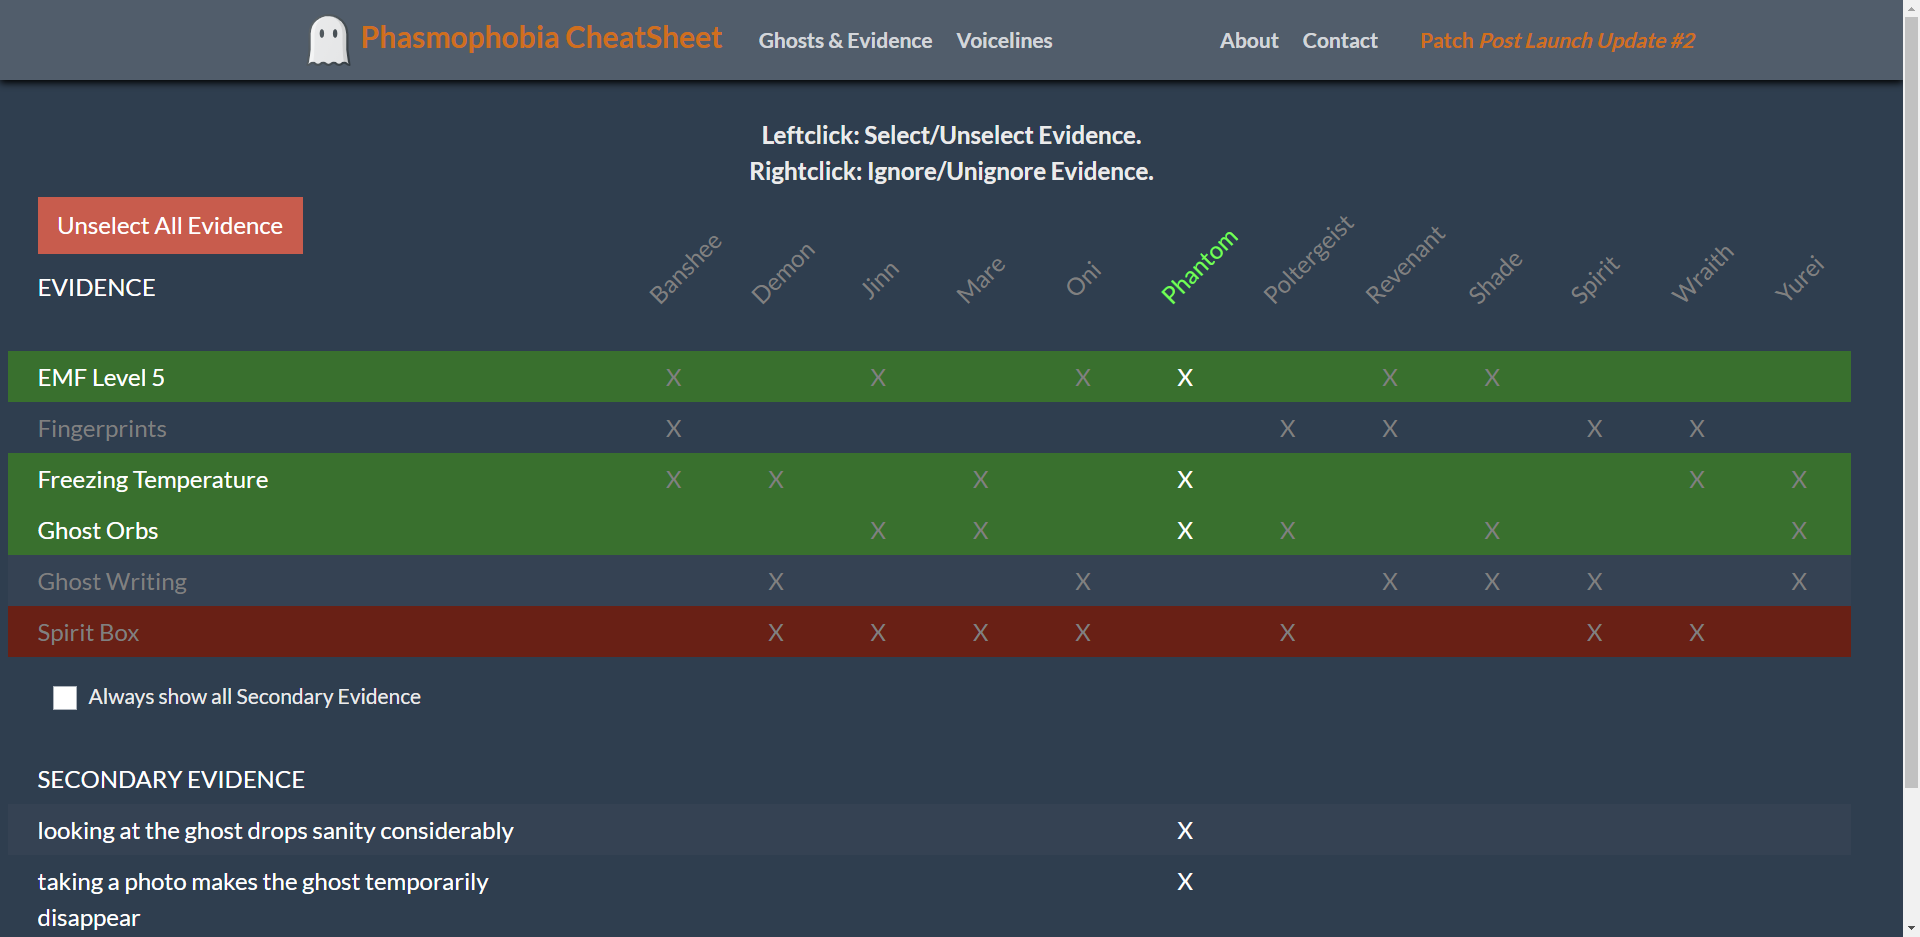 Phasmophobia CheatSheet Ghosts & Evidence Voicelines About Contact Patch Post Launch Update #2
Leftclick: Select/Unselect Evidence.
Rightclick: Ignore/Unignore Evidence.
Unselect All Evidence
EVIDENCE Banshee Demon Jinn Mare Oni Phantom Poltergeist Revenant Shade Spirit Wraith Yurei
EMF Level 5 X X X X X X
Fingerprints X X X X X
Freezing Temperature X X X X X X
Ghost Orbs X X X X X X
Ghost Writing X X X X X X
Spirit Box X X X X X X X
Always show all Secondary Evidence
SECONDARY EVIDENCE
looking at the ghost drops sanity considerably X
taking a photo makes the ghost temporarily X
disappear